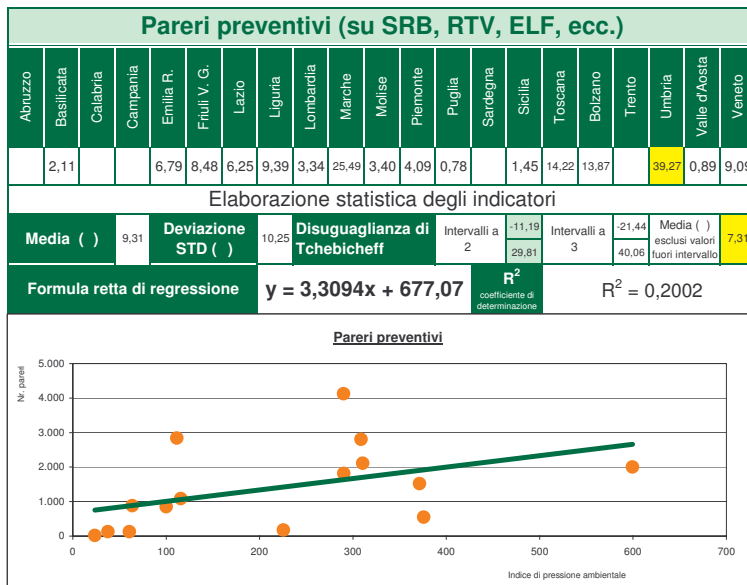 Pareri preventivi (su SRB, RTV, ELF, ecc.)
Abruzzo Basilicata Calabria Campania Emilia R. Friuli V. G. Lazio Liguria Lombardia Marche Molise Piemonte Puglia Sardegna Sicilia Toscana Bolzano Trento Umbria Valle d'Aosta Veneto
2,11 6,79 8,48 6,25 9,39 3,34 25,49 3,40 4,09 0,78 1,45 14,22 13,87 39,27 0,89 9,09
Elaborazione statistica degli indicatori
Media ( ) 9,31 Deviazione STD ( ) 10,25 Disuguaglianza di Tchebicheff Intervalli a 2 -11,19 29,81 Intervalli a 3 -21,44 40,06 Media ( ) esclusi valori fuori intervallo 7,31
Formula retta di regressione y = 3,3094x + 677,07 R² coefficiente di determinazione R² = 0,2002
Pareri preventivi
Nr. pareri
5.000
4.000
3.000
2.000
1.000
0
0 100 200 300 400 500 600 700
Indice di pressione ambientale